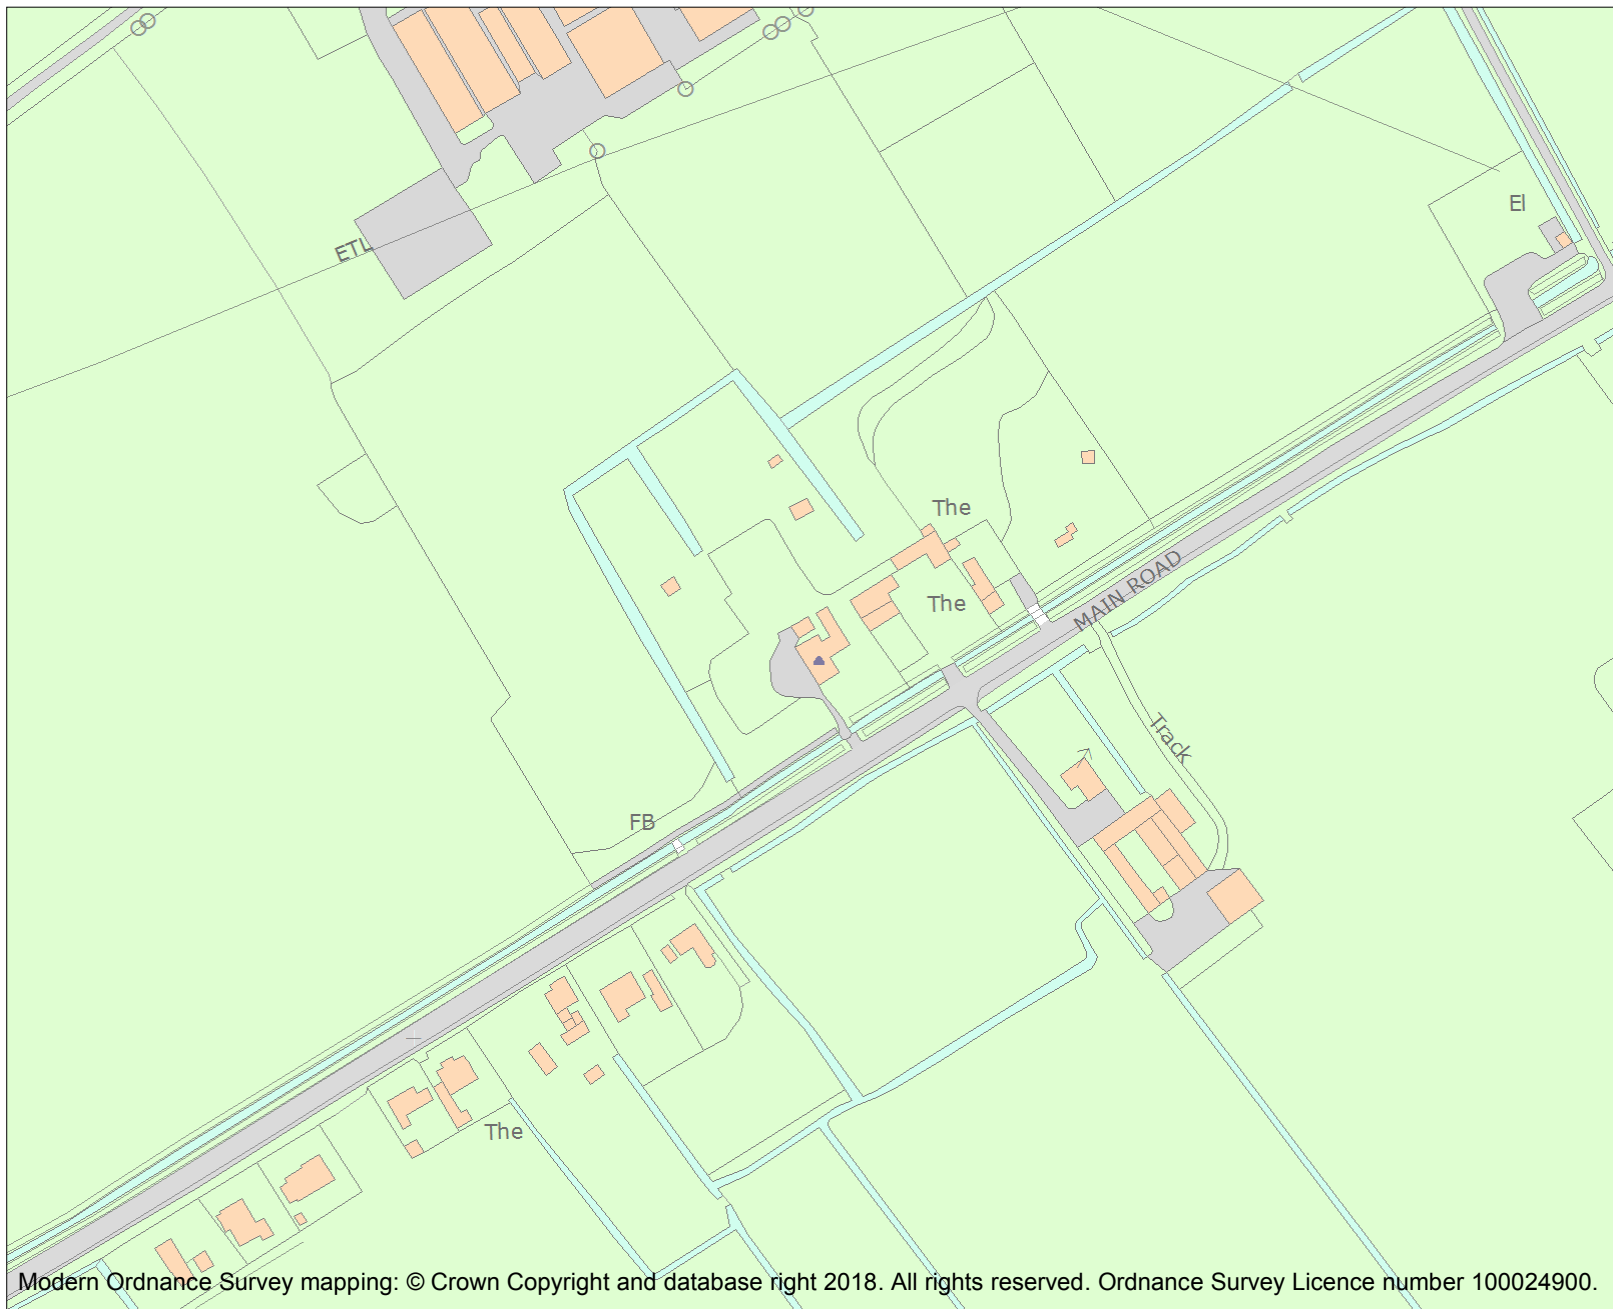 El
ETL
The
The
MAIN ROAD
Track
FB
The
Modern Ordnance Survey mapping: © Crown Copyright and database right 2018. All rights reserved. Ordnance Survey Licence number 100024900.